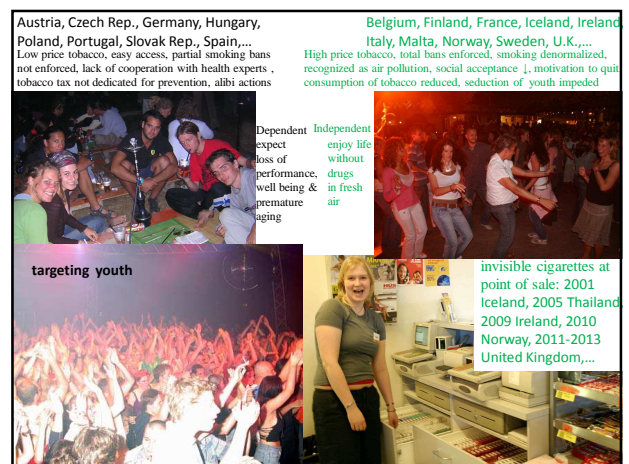 Austria, Czech Rep., Germany, Hungary,
Poland, Portugal, Slovak Rep., Spain,…
Low price tobacco, easy access, partial smoking bans
not enforced, lack of cooperation with health experts ,
tobacco tax not dedicated for prevention, alibi actions
Belgium, Finland, France, Iceland, Ireland,
Italy, Malta, Norway, Sweden, U.K.,…
High price tobacco, total bans enforced, smoking denormalized,
recognized as air pollution, social acceptance ↓, motivation to quit,
consumption of tobacco reduced, seduction of youth impeded
Dependent
expect
loss of
performance,
well being &
premature
aging
Independent
enjoy life
without
drugs
in fresh
air
targeting youth
invisible cigarettes at
point of sale: 2001
Iceland, 2005 Thailand,
2009 Ireland, 2010
Norway, 2011-2013
United Kingdom,…